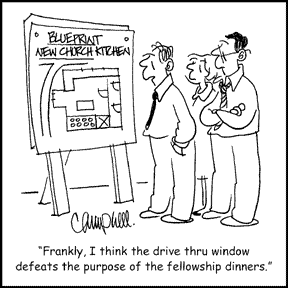 BLUEPRINT
NEW CHURCH KITCHEN
Campbell.
“Frankly, I think the drive thru window
defeats the purpose of the fellowship dinners.”